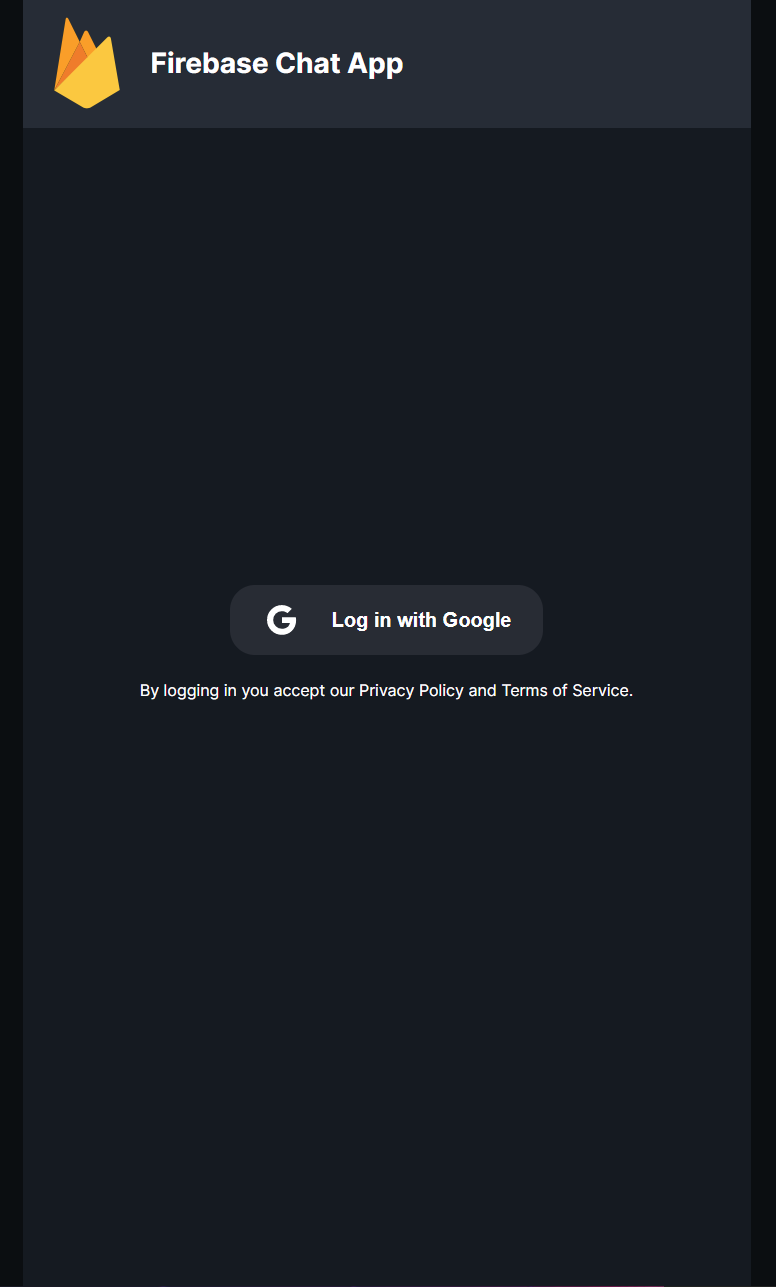 Firebase Chat App
Log in with Google
By logging in you accept our Privacy Policy and Terms of Service.